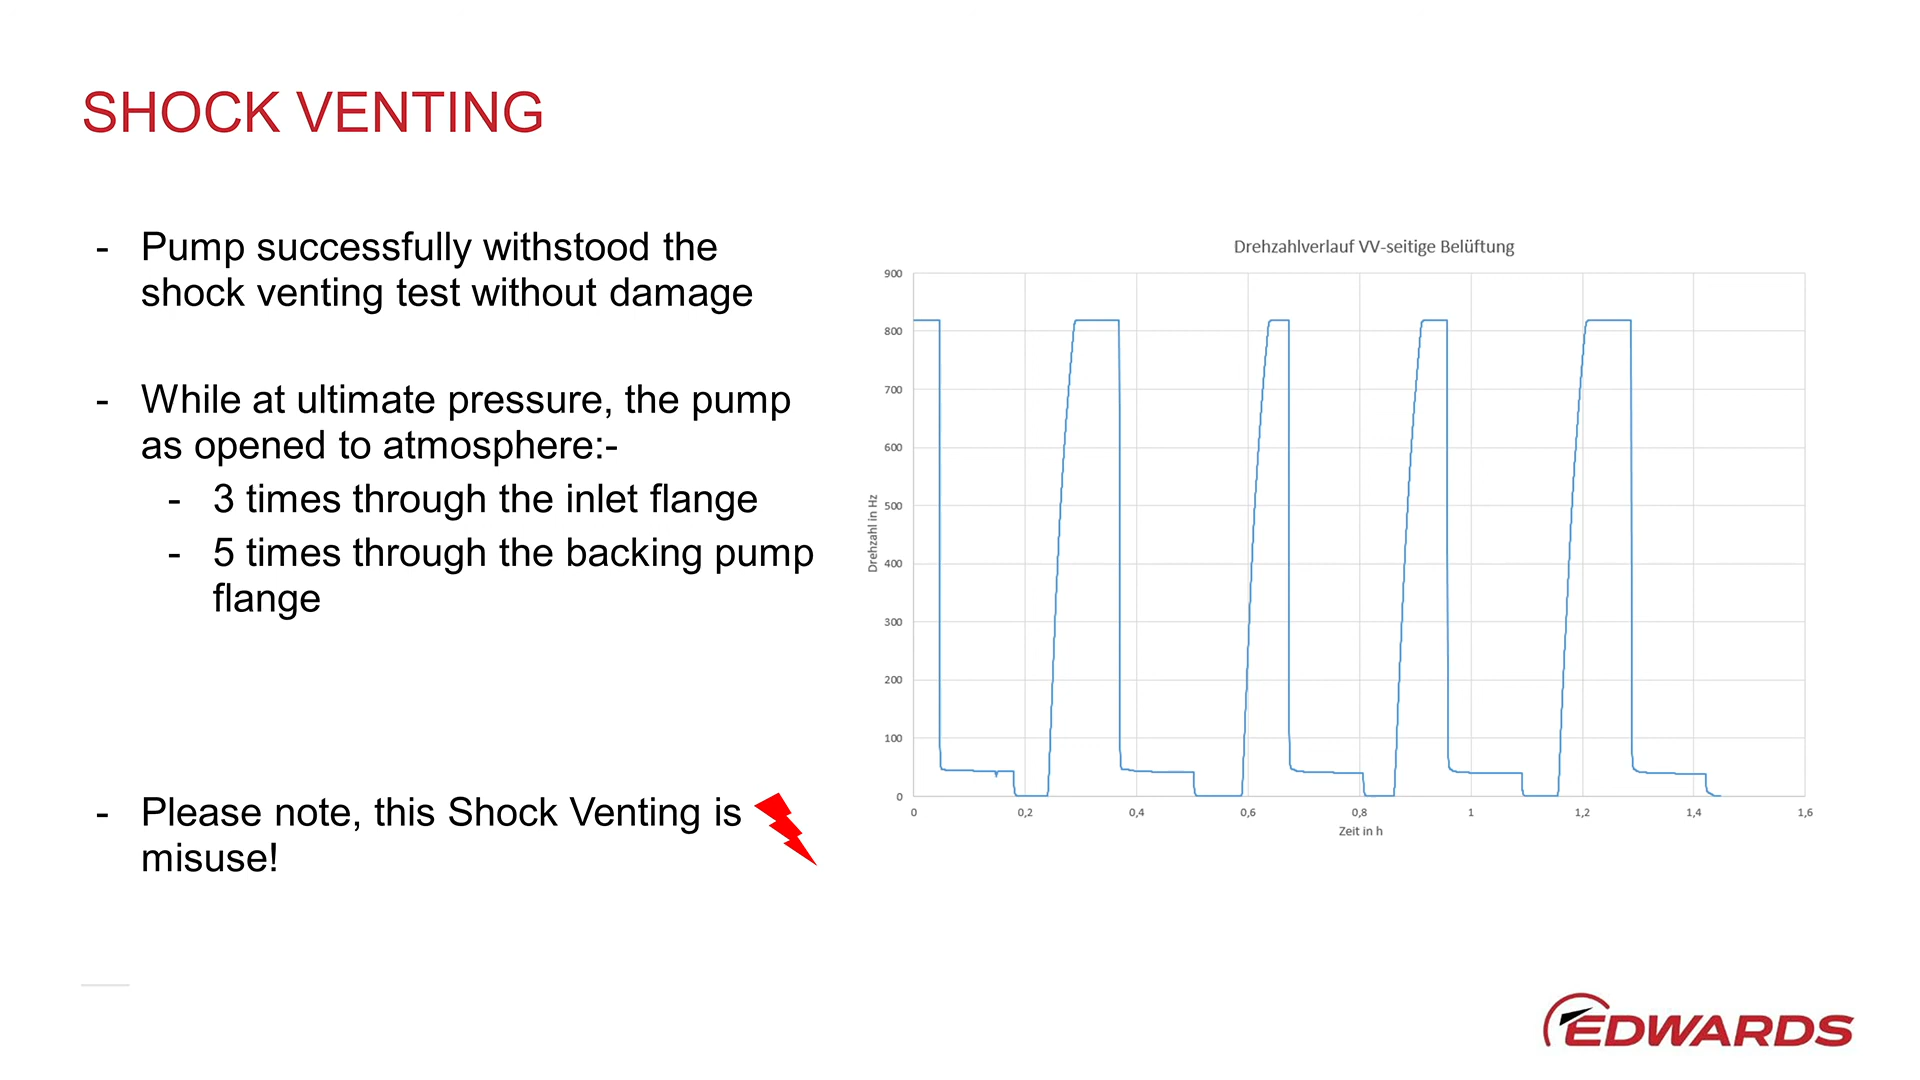 SHOCK VENTING
- Pump successfully withstood the
shock venting test without damage
- While at ultimate pressure, the pump
as opened to atmosphere:-
- 3 times through the inlet flange
- 5 times through the backing pump
flange
- Please note, this Shock Venting is
misuse!
Drehzahlverlauf VV-seitige Belüftung
Drehzahl in Hz
900
800
700
600
500
400
300
200
100
0
0 0,2 0,4 0,6 0,8 1 1,2 1,4 1,6
Zeit in h
EDWARDS